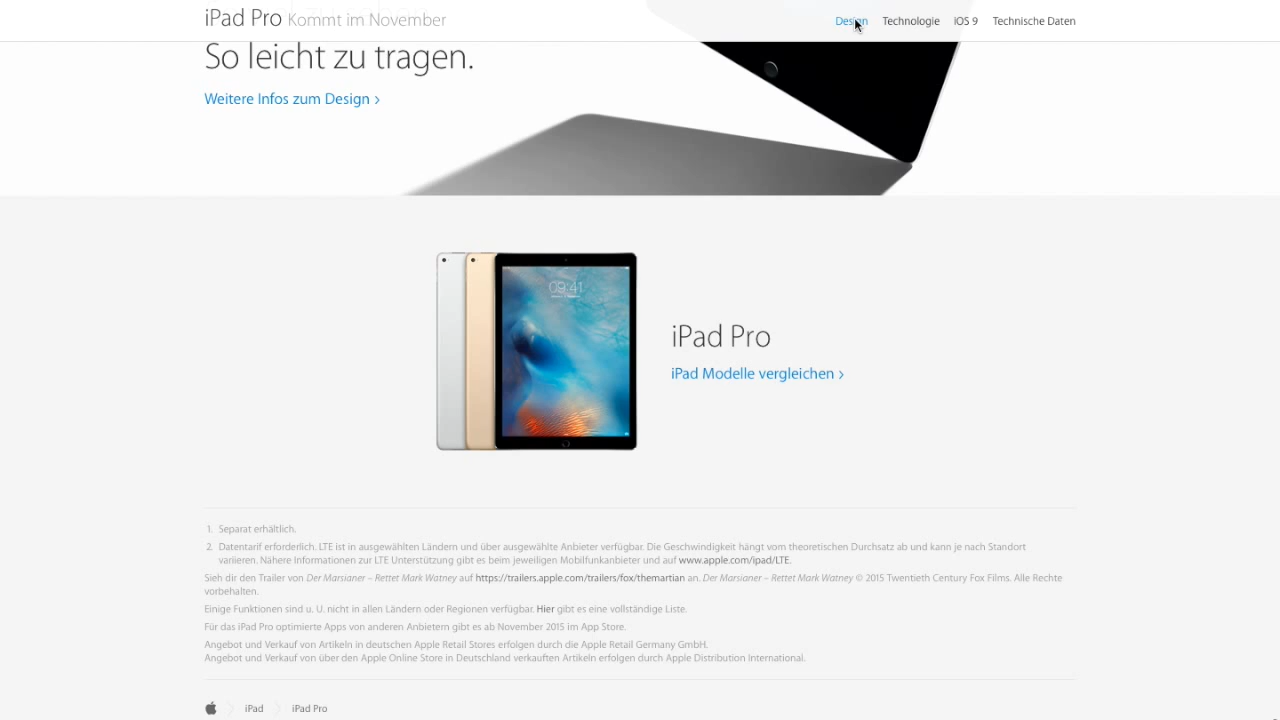 iPad Pro Kommt im November
Design Technologie iOS 9 Technische Daten
So leicht zu tragen.
Weitere Infos zum Design >
09:41
iPad Pro
iPad Modelle vergleichen >
1. Separat erhältlich.
2. Datentarif erforderlich. LTE ist in ausgewählten Ländern und über ausgewählte Anbieter verfügbar. Die Geschwindigkeit hängt vom theoretischen Durchsatz ab und kann je nach Standort
variieren. Nähere Informationen zur LTE Unterstützung gibt es beim jeweiligen Mobilfunkanbieter und auf www.apple.com/ipad/LTE.
Sieh dir den Trailer von Der Marsianer – Rettet Mark Watney auf https://trailers.apple.com/trailers/fox/themartian an. Der Marsianer – Rettet Mark Watney © 2015 Twentieth Century Fox Films. Alle Rechte
vorbehalten.
Einige Funktionen sind u. U. nicht in allen Ländern oder Regionen verfügbar. Hier gibt es eine vollständige Liste.
Für das iPad Pro optimierte Apps von anderen Anbietern gibt es ab November 2015 im App Store.
Angebot und Verkauf von Artikeln in deutschen Apple Retail Stores erfolgen durch die Apple Retail Germany GmbH.
Angebot und Verkauf von über den Apple Online Store in Deutschland verkauften Artikeln erfolgen durch Apple Distribution International.
iPad iPad Pro